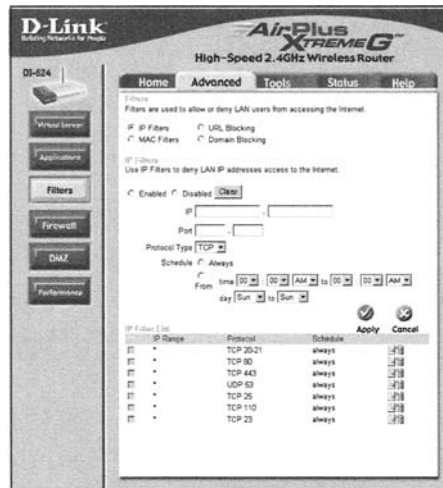 D-Link
Building Networks for People
AirPlus
XTREME G™
High-Speed 2.4GHz Wireless Router
DI-624
Home Advanced Tools Status Help
Filters
Filters are used to allow or deny LAN users from accessing the Internet.
IP Filters URL Blocking
MAC Filters Domain Blocking
IP Filters
Use IP Filters to deny LAN IP addresses access to the Internet.
Enabled Disabled Clear
IP -
Port -
Protocol Type TCP
Schedule Always
From time 00 : 00 AM to 00 : 00 AM
day Sun to Sun
Apply Cancel
IP Filter List
IP Range Protocol Schedule
* TCP 20-21 always
* TCP 80 always
* TCP 443 always
* UDP 53 always
* TCP 25 always
* TCP 110 always
* TCP 23 always
Virtual Server
Applications
Filters
Firewall
DMZ
Performance